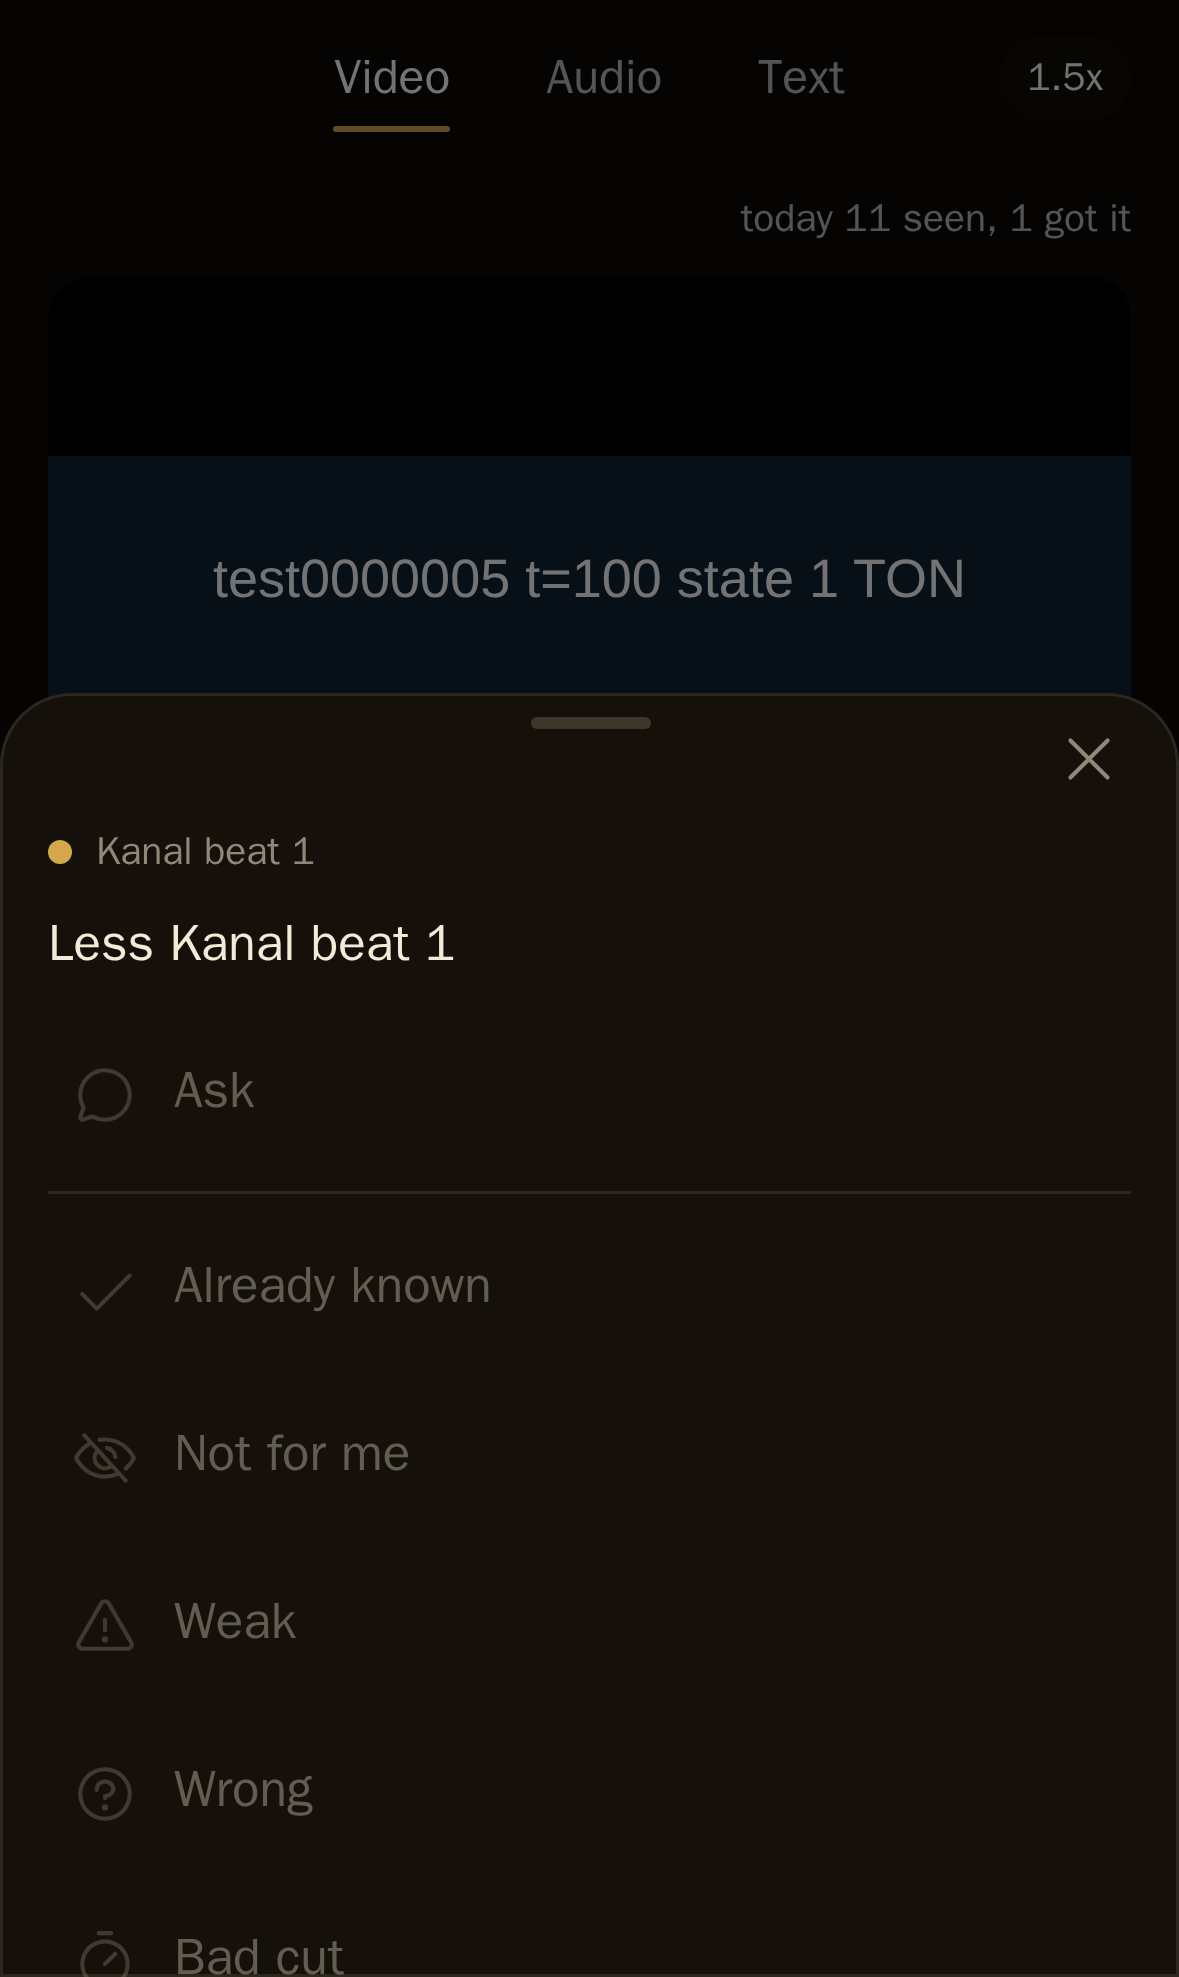 Video Audio Text 1.5x
today 11 seen, 1 got it
test0000005 t=100 state 1 TON
Kanal beat 1
Less Kanal beat 1
Ask
Already known
Not for me
Weak
Wrong
Bad cut